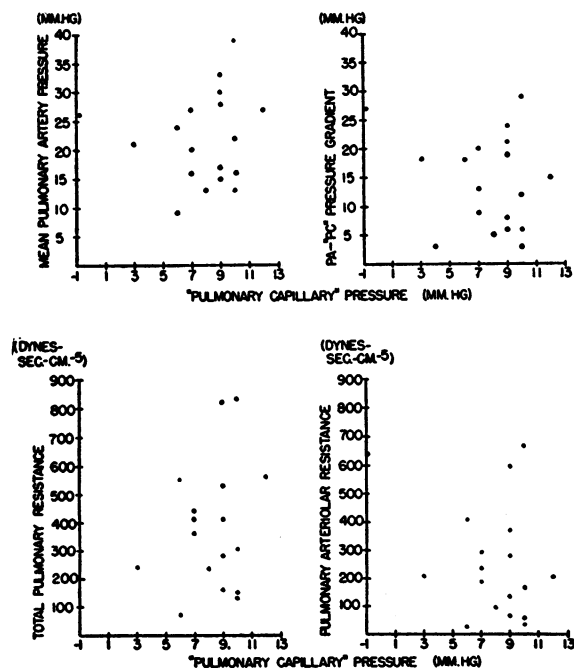 (MM.HG)
40
35
30
25
20
15
10
5
MEAN PULMONARY ARTERY PRESSURE
-1 1 3 5 7 9 11 13
(MM.HG)
40
35
30
25
20
15
10
5
PA-"PC" PRESSURE GRADIENT
-1 1 3 5 7 9 11 13
"PULMONARY CAPILLARY" PRESSURE (MM.HG)
(DYNES-
SEC.-CM.-5)
900
800
700
600
500
400
300
200
100
TOTAL PULMONARY RESISTANCE
-1 1 3 5 7 9 11 13
(DYNES-
SEC.-CM.-5)
900
800
700
600
500
400
300
200
100
PULMONARY ARTERIOLAR RESISTANCE
-1 1 3 5 7 9 11 13
"PULMONARY CAPILLARY" PRESSURE (MM.HG)